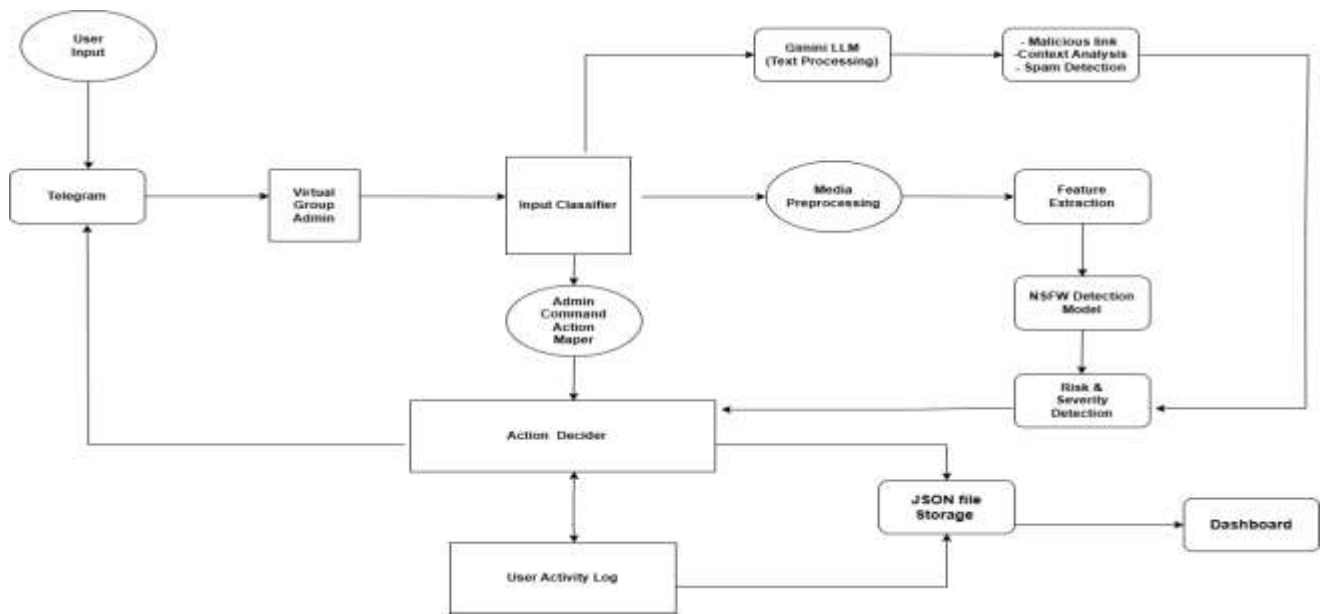 User
Input
Gimini LLM
(Text Processing)
- Malicious link
-Context Analysis
- Spam Detection
Telegram
Virtual
Group
Admin
Input Classifier
Media
Preprocessing
Feature
Extraction
Admin
Command
Action
Maper
NSFW Detection
Model
Risk &
Severity
Detection
Action Decider
JSON file
Storage
Dashboard
User Activity Log